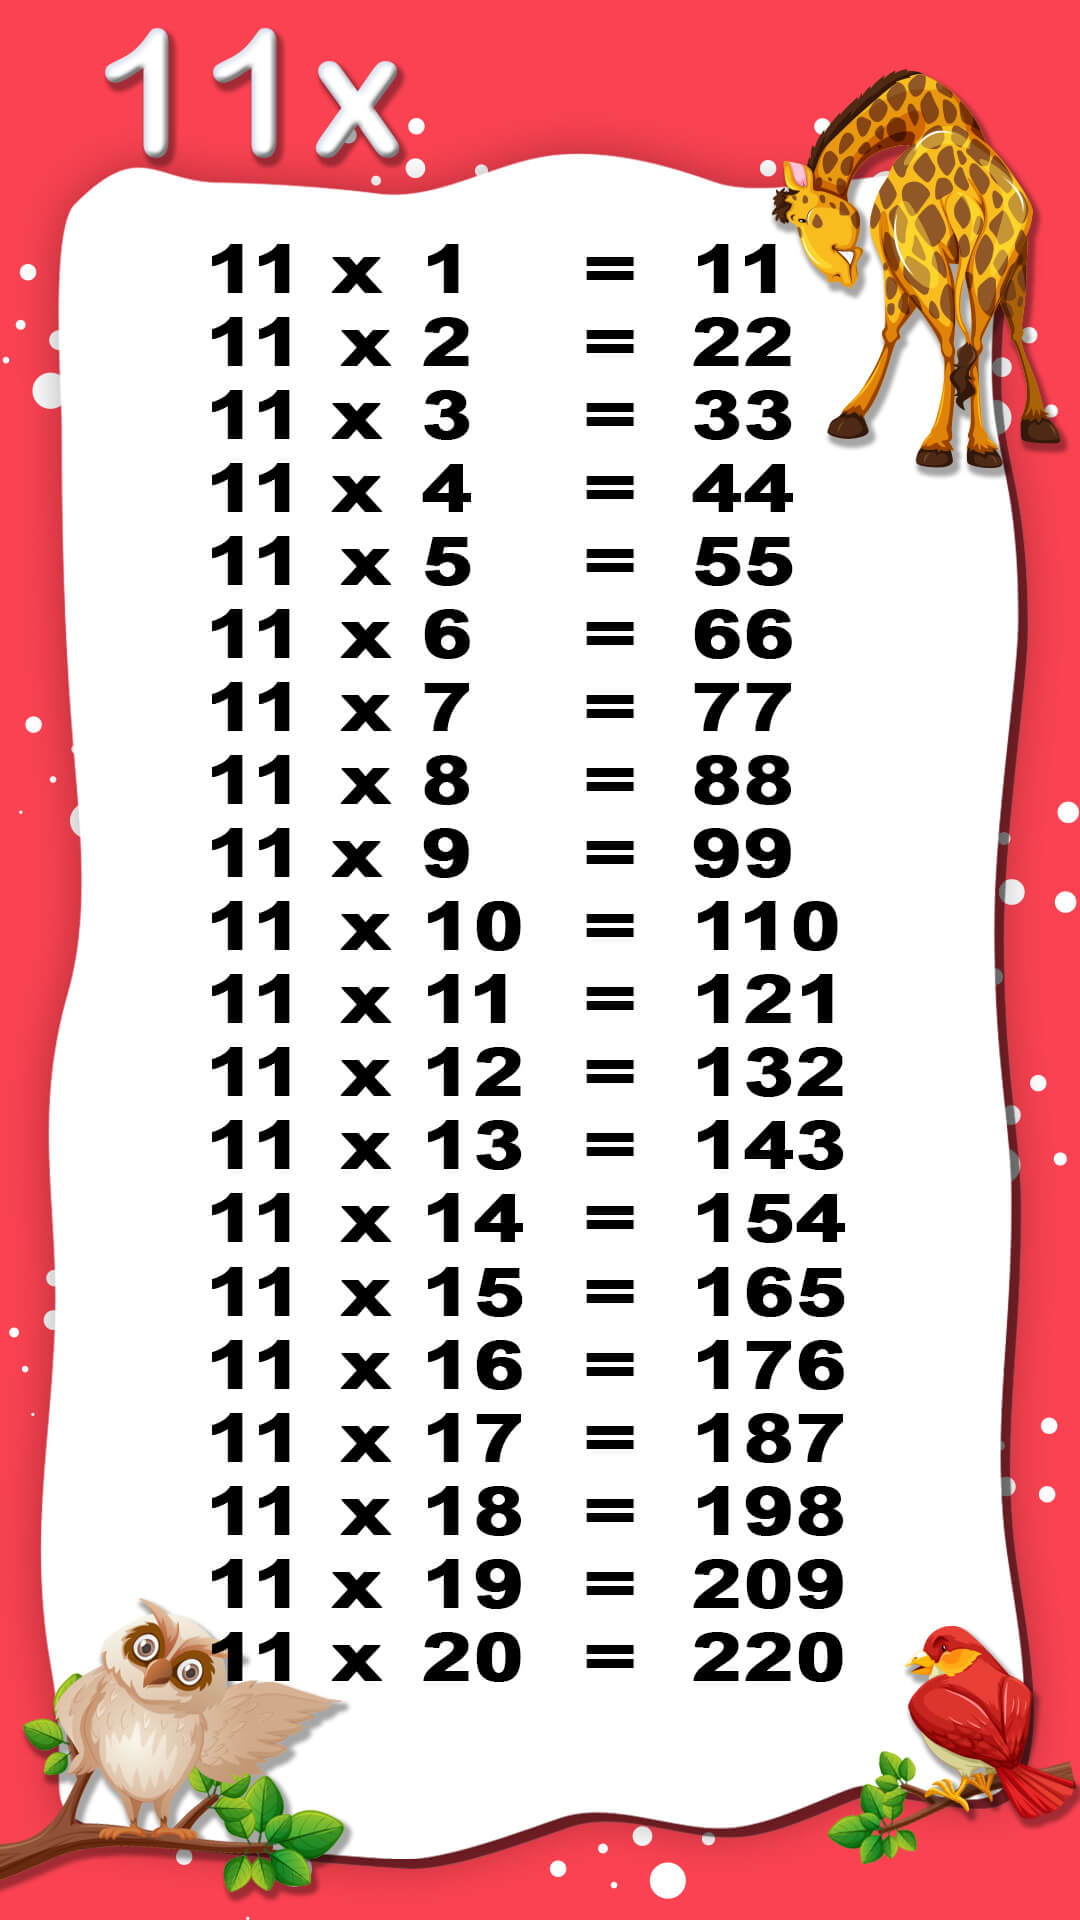 11x
11 x 1 = 11
11 x 2 = 22
11 x 3 = 33
11 x 4 = 44
11 x 5 = 55
11 x 6 = 66
11 x 7 = 77
11 x 8 = 88
11 x 9 = 99
11 x 10 = 110
11 x 11 = 121
11 x 12 = 132
11 x 13 = 143
11 x 14 = 154
11 x 15 = 165
11 x 16 = 176
11 x 17 = 187
11 x 18 = 198
11 x 19 = 209
11 x 20 = 220